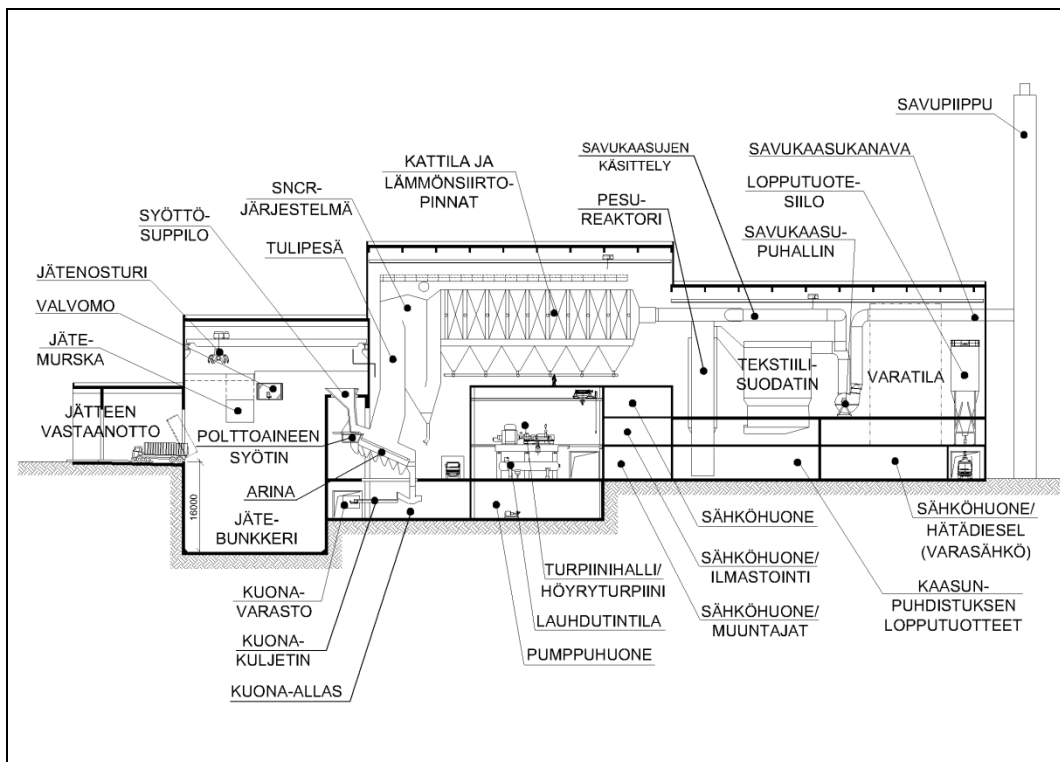 SAVUPIIPPU
SAVUKAASUJEN
KÄSITTELY
SAVUKAASUKANAVA
KATTILA JA
LÄMMÖNSIIRTO-
PINNAT
LOPPUTUOTE-
SIILO
SNCR-
JÄRJESTELMÄ
PESU-
REAKTORI
SYÖTTÖ-
SUPPILO
SAVUKAASU-
PUHALLIN
TULIPESÄ
JÄTENOSTURI
VALVOMO
JÄTE-
MURSKA
TEKSTIILI-
SUODATIN
VARATILA
JÄTTEEN
VASTAANOTTO
POLTTOAINEEN
SYÖTIN
ARINA
16000
JÄTE-
BUNKKERI
SÄHKÖHUONE
SÄHKÖHUONE/
HÄTÄDIESEL
(VARASÄHKÖ)
SÄHKÖHUONE/
ILMASTOINTI
TURPIINIHALLI/
HÖYRYTURPIINI
KUONA-
VARASTO
KAASUN-
PUHDISTUKSEN
LOPPUTUOTTEET
LAUHDUTINTILA
SÄHKÖHUONE/
MUUNTAJAT
KUONA-
KULJETIN
PUMPPUHUONE
KUONA-ALLAS